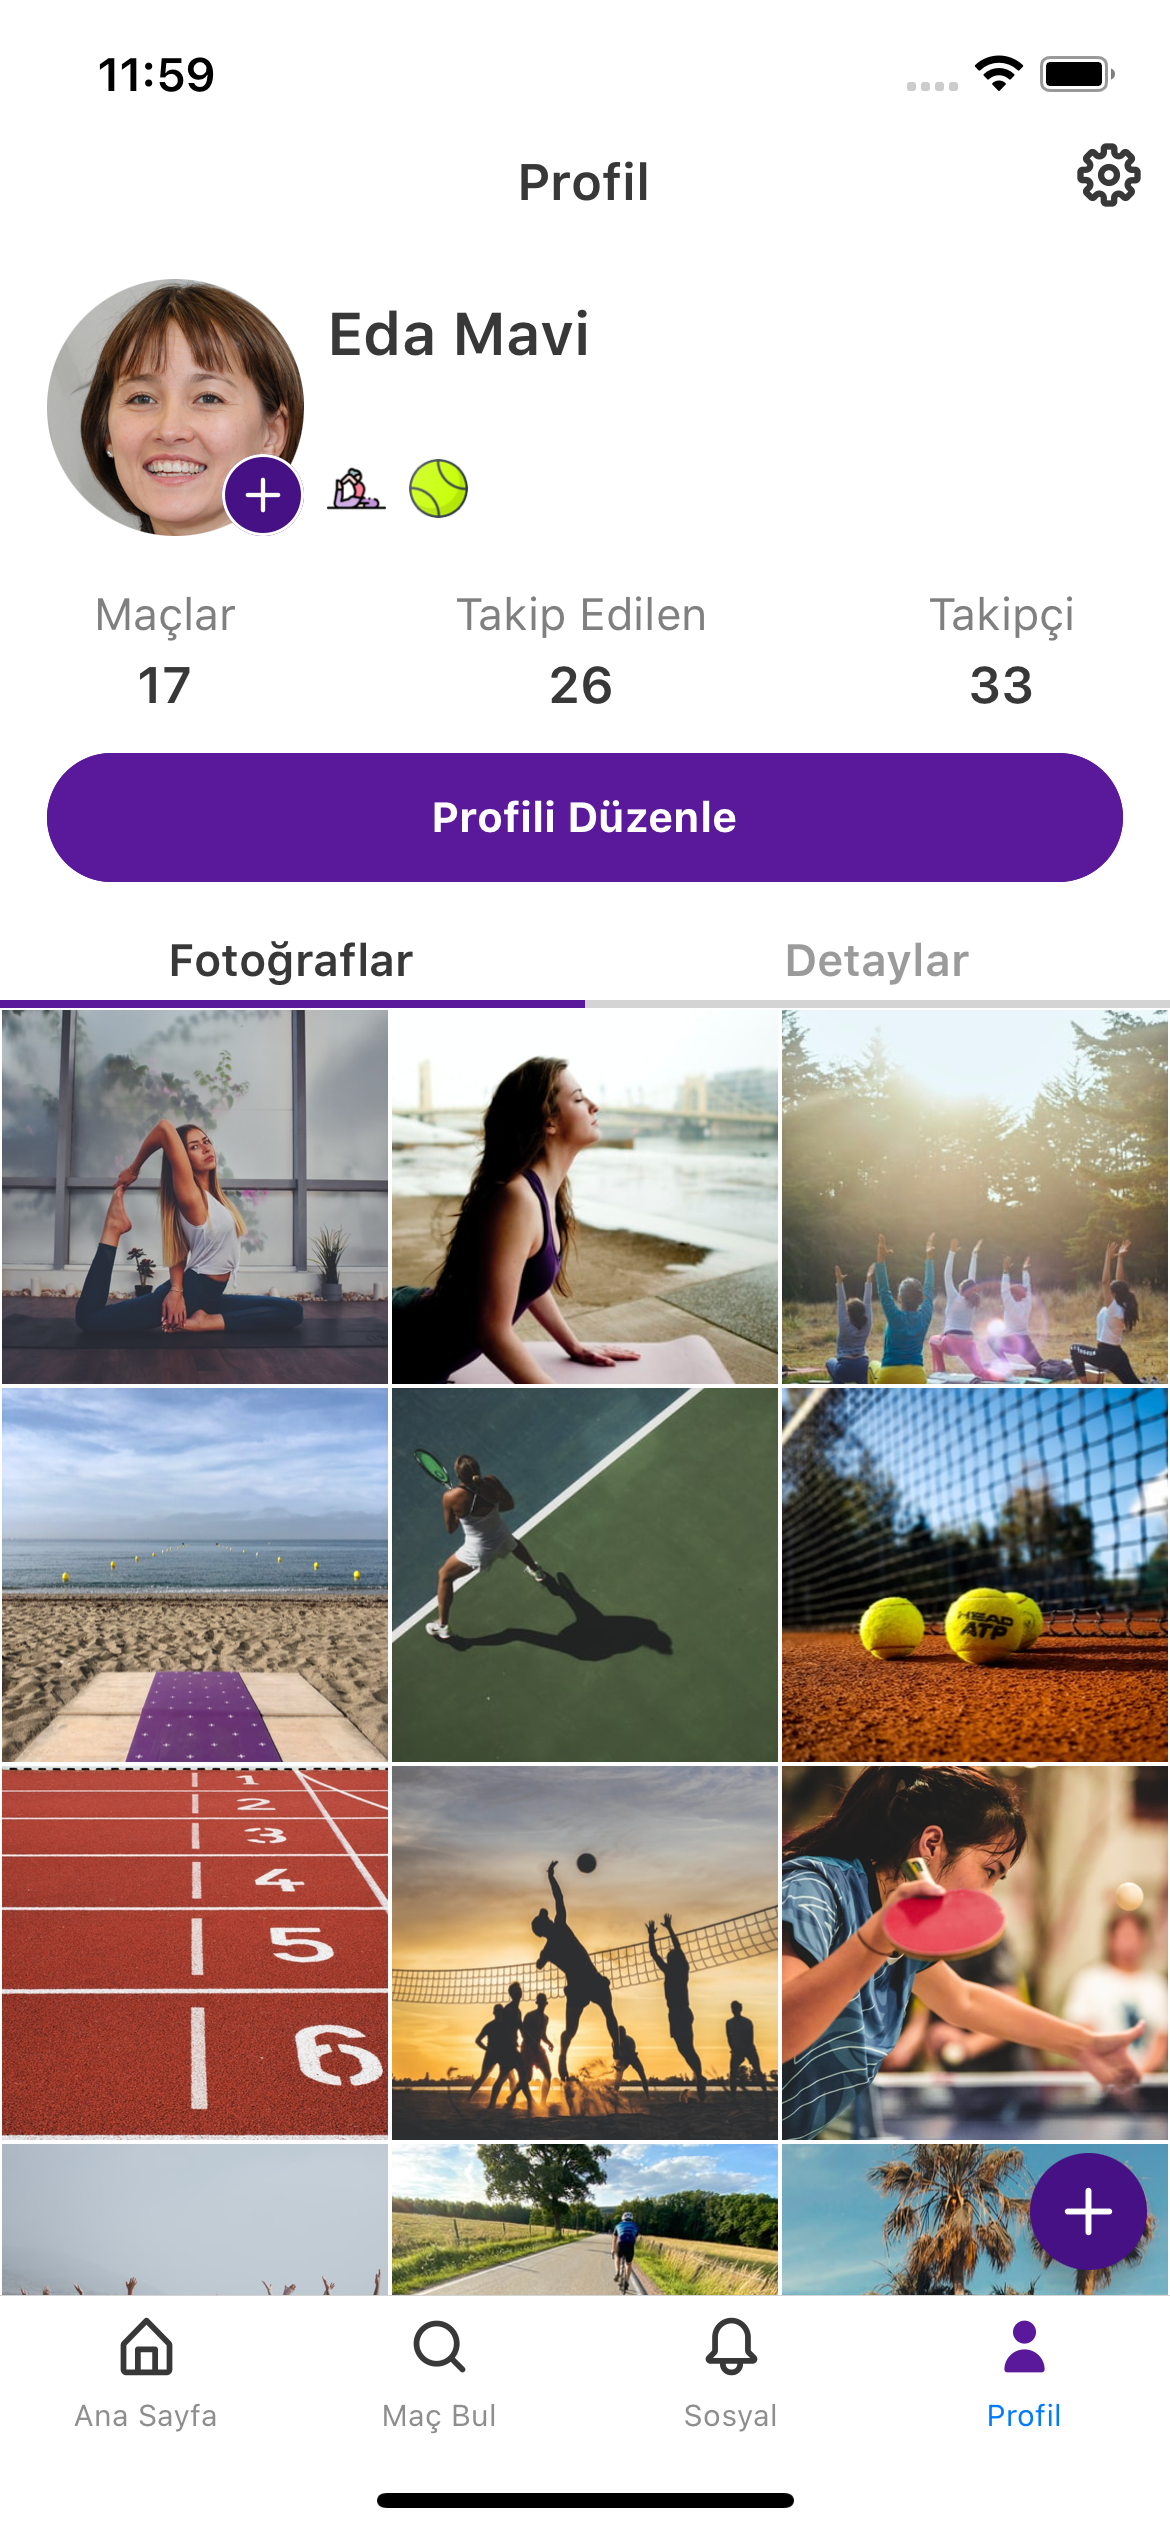 11:59
Profil
Eda Mavi
Maçlar
Takip Edilen
Takipçi
17
26
33
Profili Düzenle
Fotoğraflar
Detaylar
HEAD
ATP
1
2
3
4
5
6
Ana Sayfa
Maç Bul
Sosyal
Profil